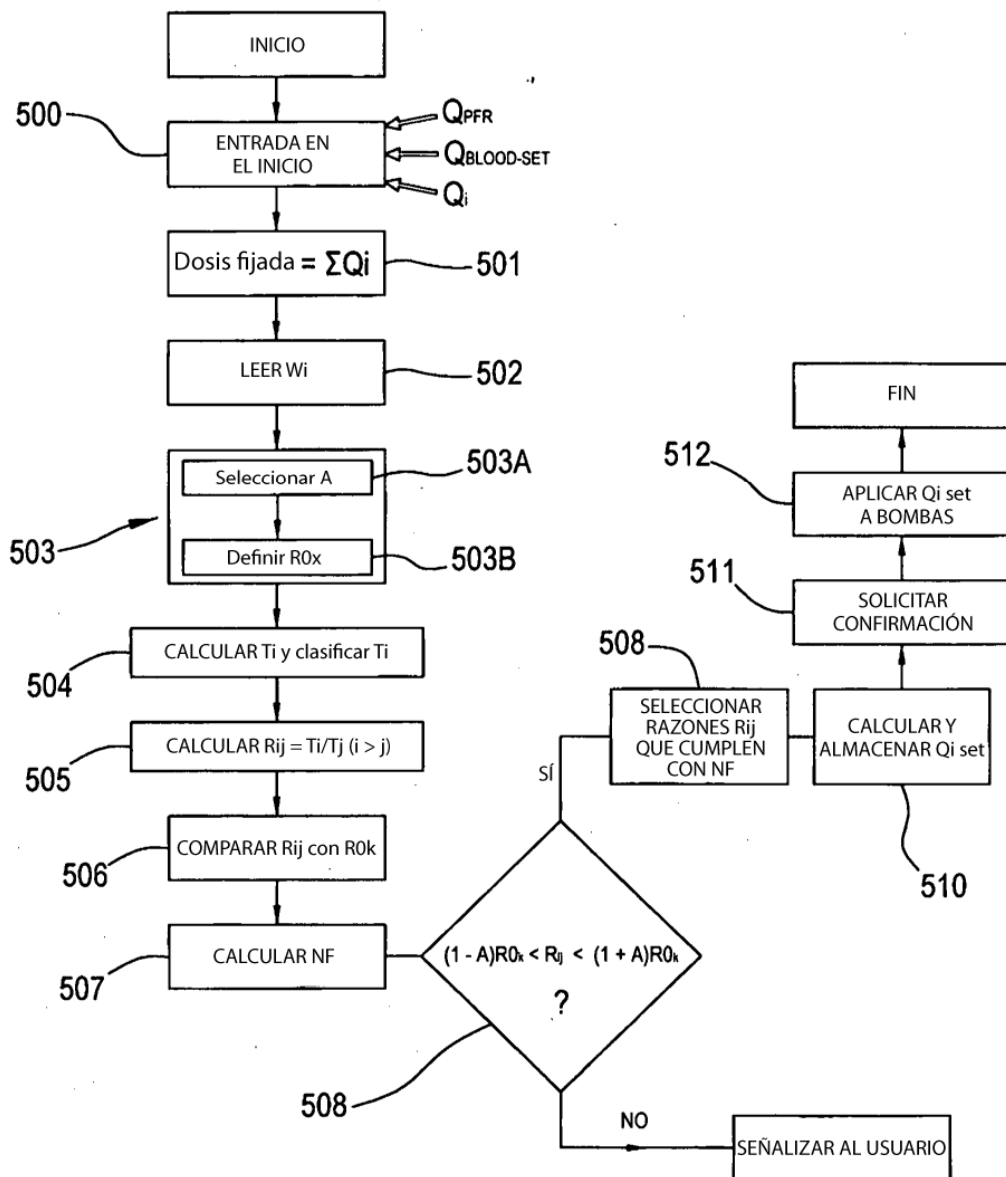 INICIO
500
ENTRADA EN
EL INICIO
QPFR
QBLOOD-SET
Qi
Dosis fijada = ΣQi
501
LEER Wi
502
503
Seleccionar A
503A
Definir R0x
503B
CALCULAR Ti y clasificar Ti
504
CALCULAR Rij = Ti/Tj (i > j)
505
COMPARAR Rij con R0k
506
CALCULAR NF
507
(1 - A)R0k < Rij < (1 + A)R0k
?
508
SÍ
NO
SEÑALIZAR AL USUARIO
508
SELECCIONAR
RAZONES Rij
QUE CUMPLEN
CON NF
CALCULAR Y
ALMACENAR Qi set
510
511
SOLICITAR
CONFIRMACIÓN
512
APLICAR Qi set
A BOMBAS
FIN